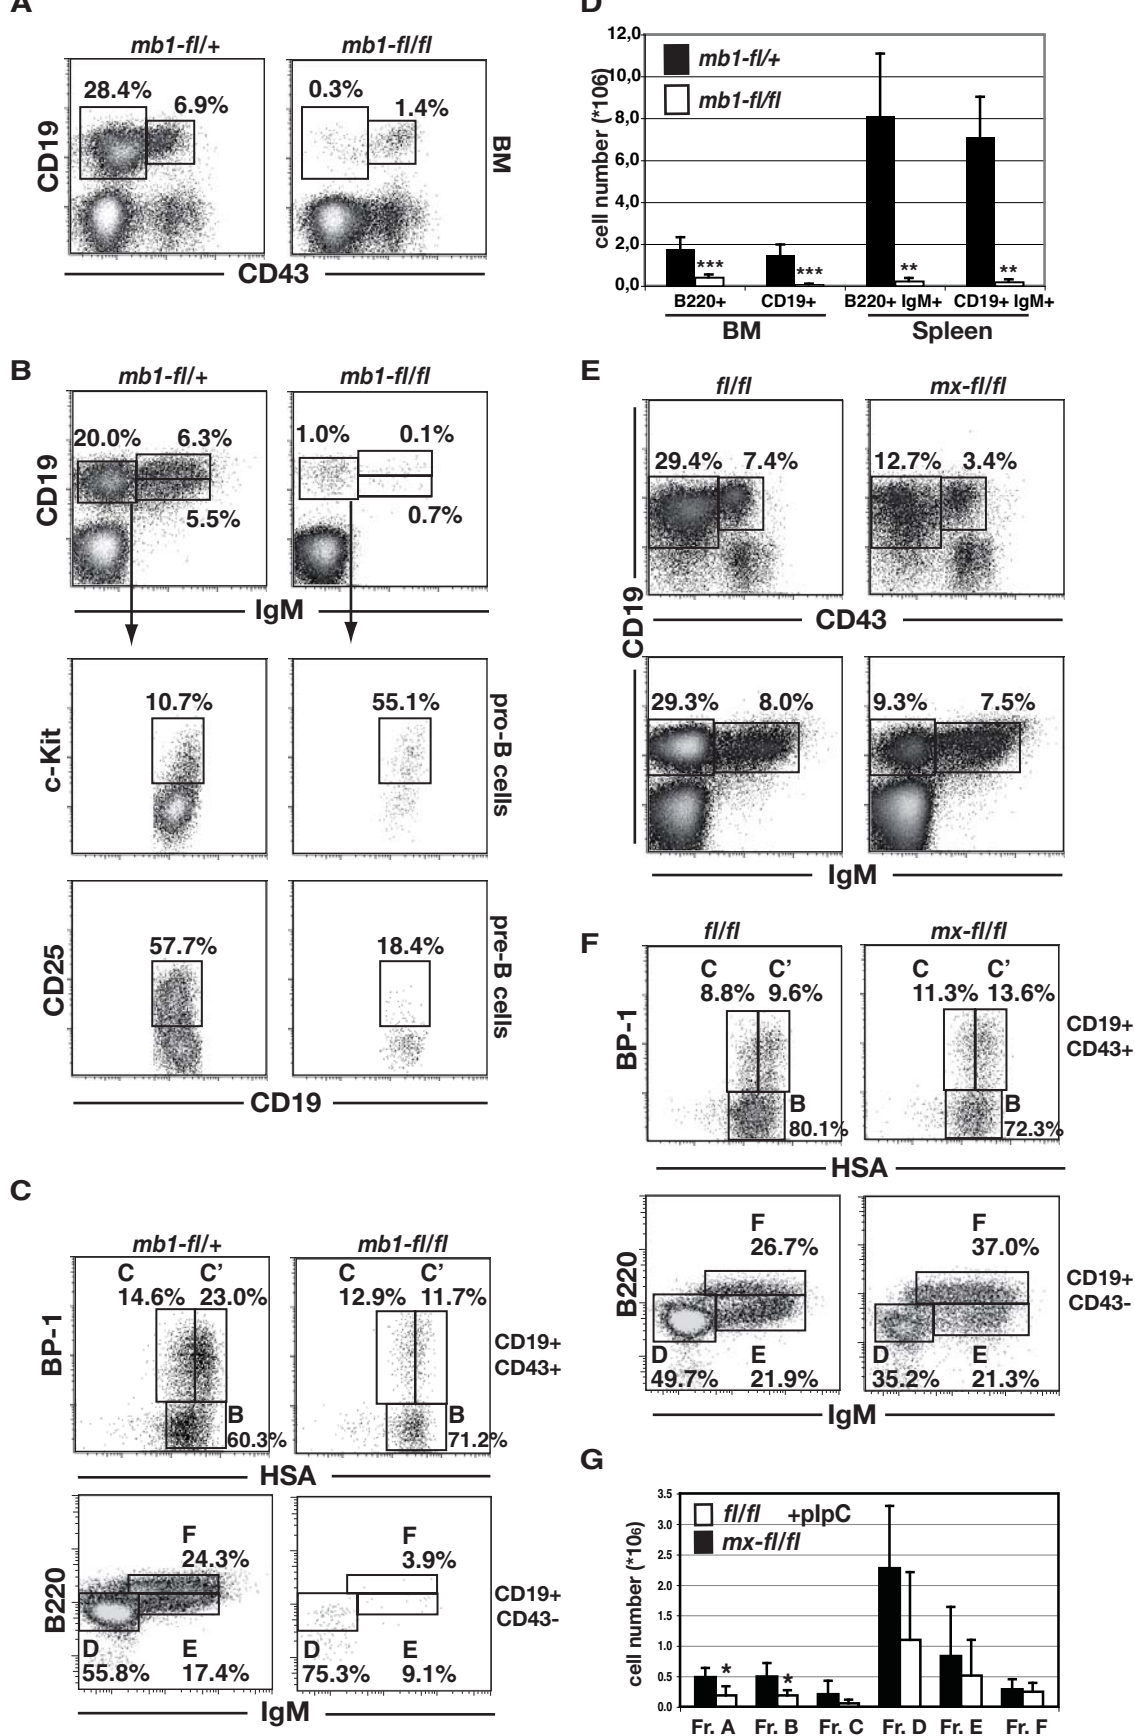 A
mb1-fl/+
mb1-fl/fl
28.4%
6.9%
0.3%
1.4%
CD19
BM
CD43
B
mb1-fl/+
mb1-fl/fl
20.0%
6.3%
5.5%
1.0%
0.1%
0.7%
CD19
IgM
10.7%
55.1%
c-Kit
pro-B cells
57.7%
18.4%
CD25
pre-B cells
CD19
C
mb1-fl/+
mb1-fl/fl
C
C’
14.6%
23.0%
B
60.3%
C
C’
12.9%
11.7%
B
71.2%
BP-1
CD19+
CD43+
HSA
F
24.3%
D
E
55.8%
17.4%
F
3.9%
D
E
75.3%
9.1%
B220
CD19+
CD43-
IgM
D
12,0
10,0
8,0
6,0
4,0
2,0
0,0
cell number (*106)
mb1-fl/+
mb1-fl/fl
***
***
**
**
B220+
CD19+
B220+ IgM+
CD19+ IgM+
BM
Spleen
E
fl/fl
mx-fl/fl
29.4%
7.4%
12.7%
3.4%
CD43
CD19
29.3%
8.0%
9.3%
7.5%
IgM
F
fl/fl
mx-fl/fl
C
C’
8.8%
9.6%
B
80.1%
C
C’
11.3%
13.6%
B
72.3%
BP-1
CD19+
CD43+
HSA
F
26.7%
D
E
49.7%
21.9%
F
37.0%
D
E
35.2%
21.3%
B220
CD19+
CD43-
IgM
G
3.5
3.0
2.5
2.0
1.5
1.0
0.5
0.0
cell number (*106)
fl/fl +pIpC
mx-fl/fl
*
*
Fr. A
Fr. B
Fr. C
Fr. D
Fr. E
Fr. F